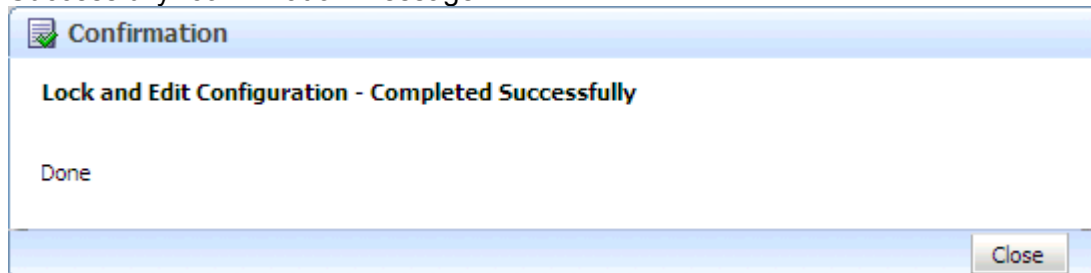 Confirmation
Lock and Edit Configuration - Completed Successfully
Done
Close